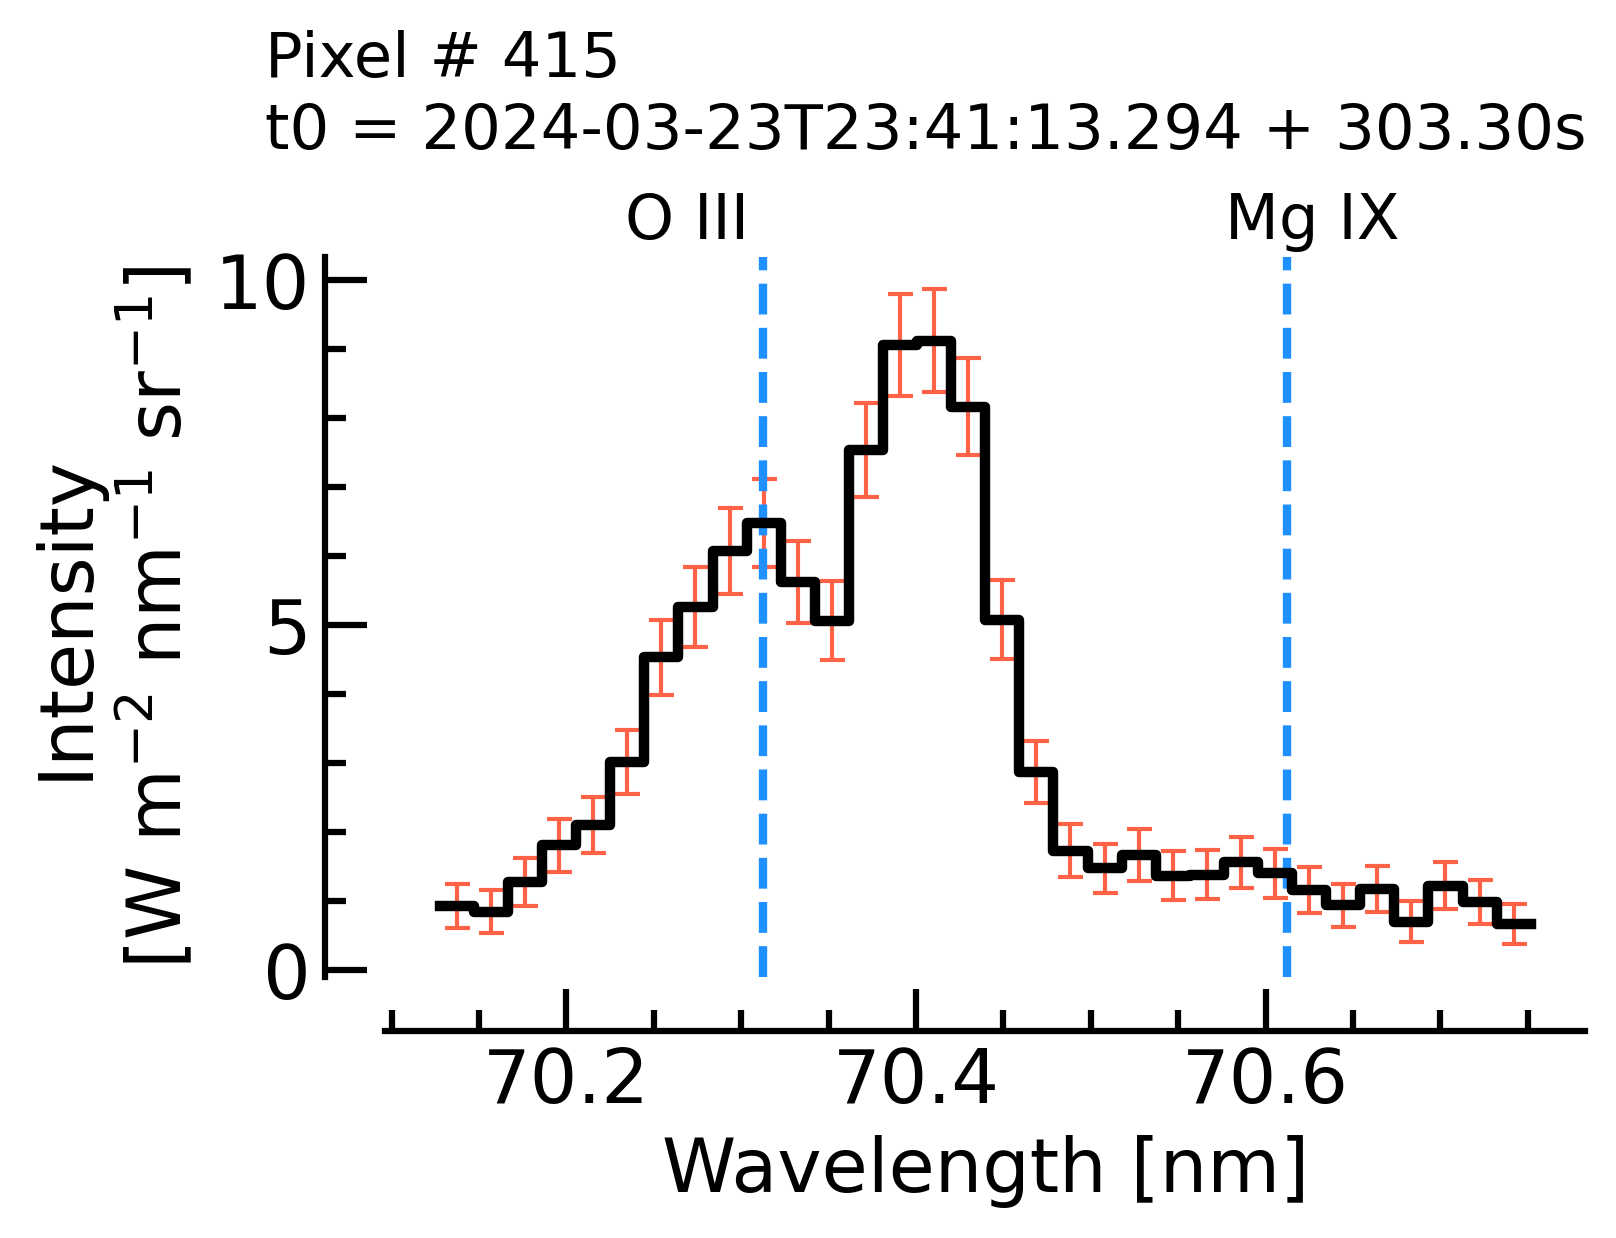 Pixel # 415
t0 = 2024-03-23T23:41:13.294 + 303.30s
O III
Mg IX
10
5
0
Intensity
[W m⁻² nm⁻¹ sr⁻¹]
70.2
70.4
70.6
Wavelength [nm]